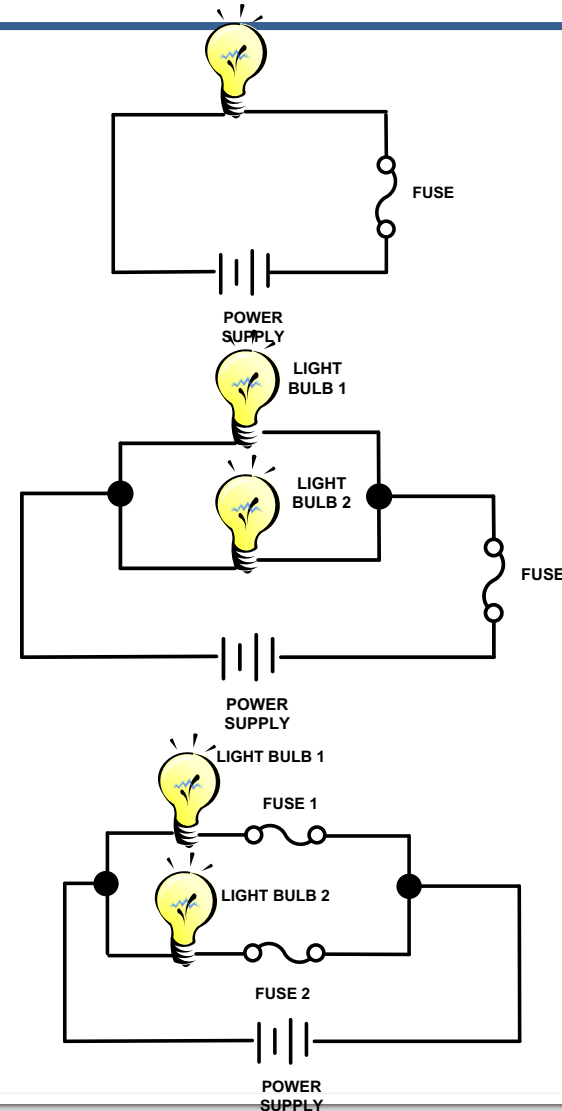 FUSE
POWER
SUPPLY
LIGHT
BULB 1
LIGHT
BULB 2
FUSE
POWER
SUPPLY
LIGHT BULB 1
FUSE 1
LIGHT BULB 2
FUSE 2
POWER
SUPPLY